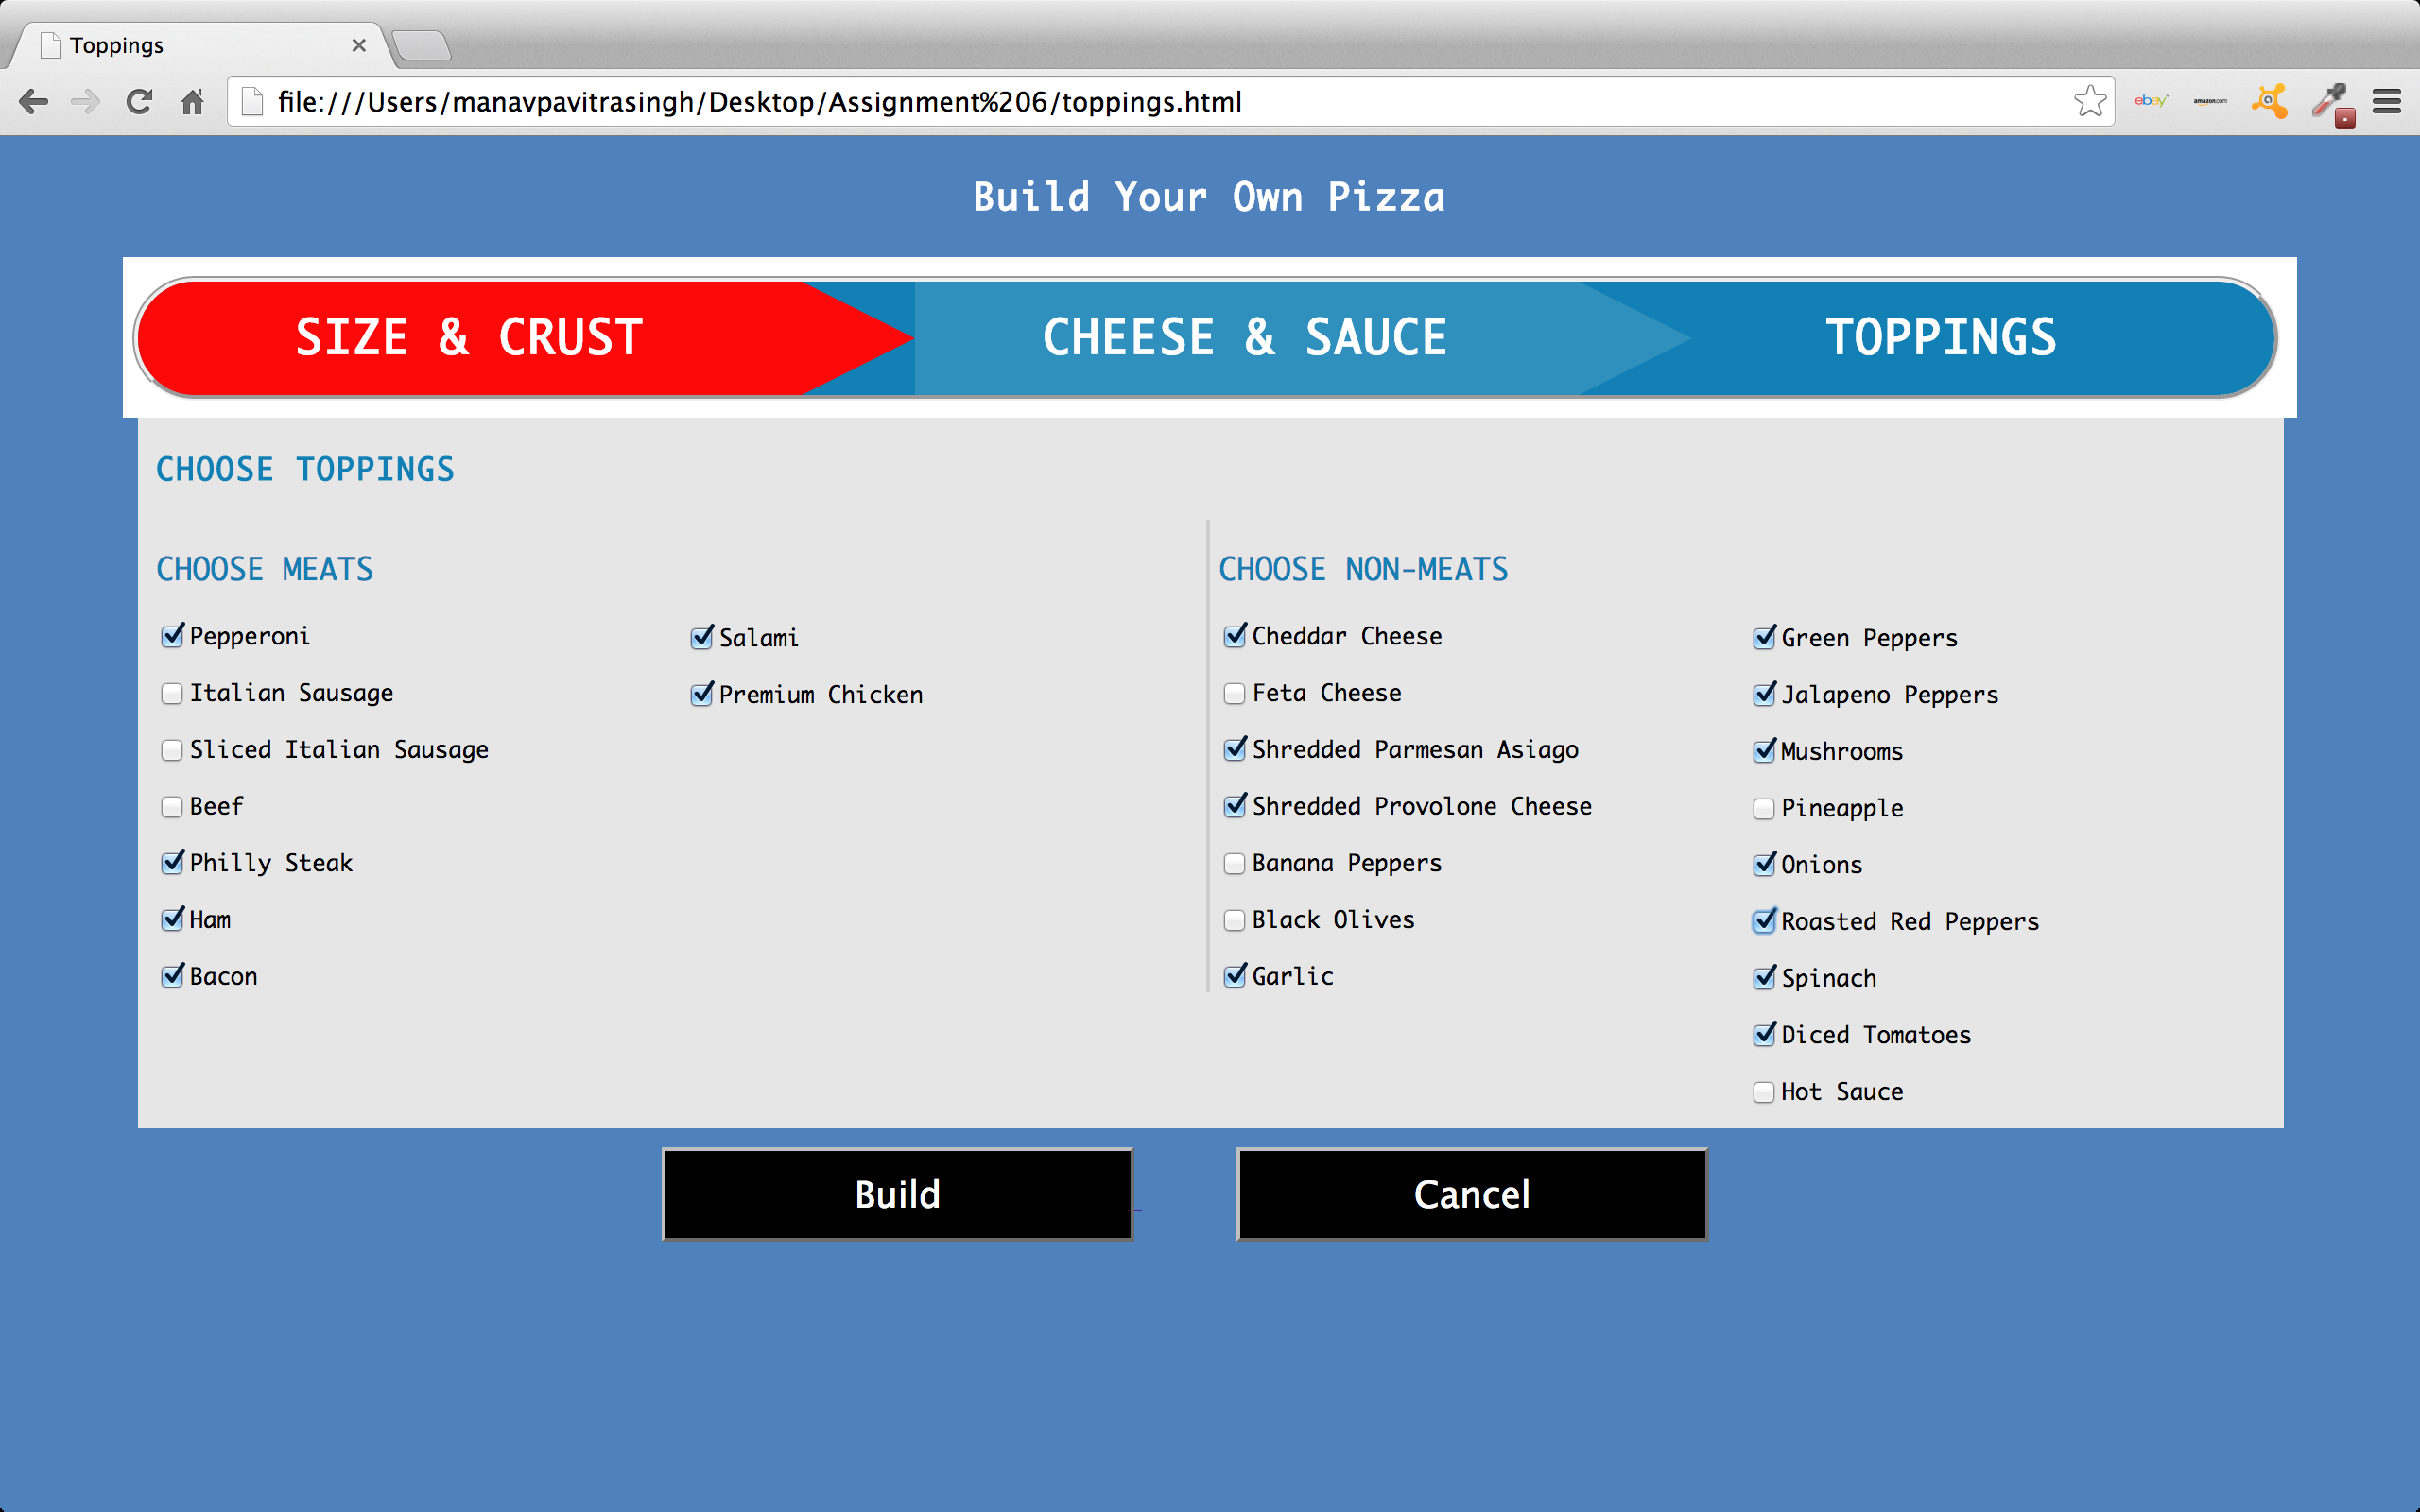 Toppings
file:///Users/manavpavitrasingh/Desktop/Assignment%206/toppings.html
ebay
amazon.com
Build Your Own Pizza
SIZE & CRUST
CHEESE & SAUCE
TOPPINGS
CHOOSE TOPPINGS
CHOOSE MEATS
Pepperoni
Italian Sausage
Sliced Italian Sausage
Beef
Philly Steak
Ham
Bacon
Salami
Premium Chicken
CHOOSE NON-MEATS
Cheddar Cheese
Feta Cheese
Shredded Parmesan Asiago
Shredded Provolone Cheese
Banana Peppers
Black Olives
Garlic
Green Peppers
Jalapeno Peppers
Mushrooms
Pineapple
Onions
Roasted Red Peppers
Spinach
Diced Tomatoes
Hot Sauce
Build
Cancel